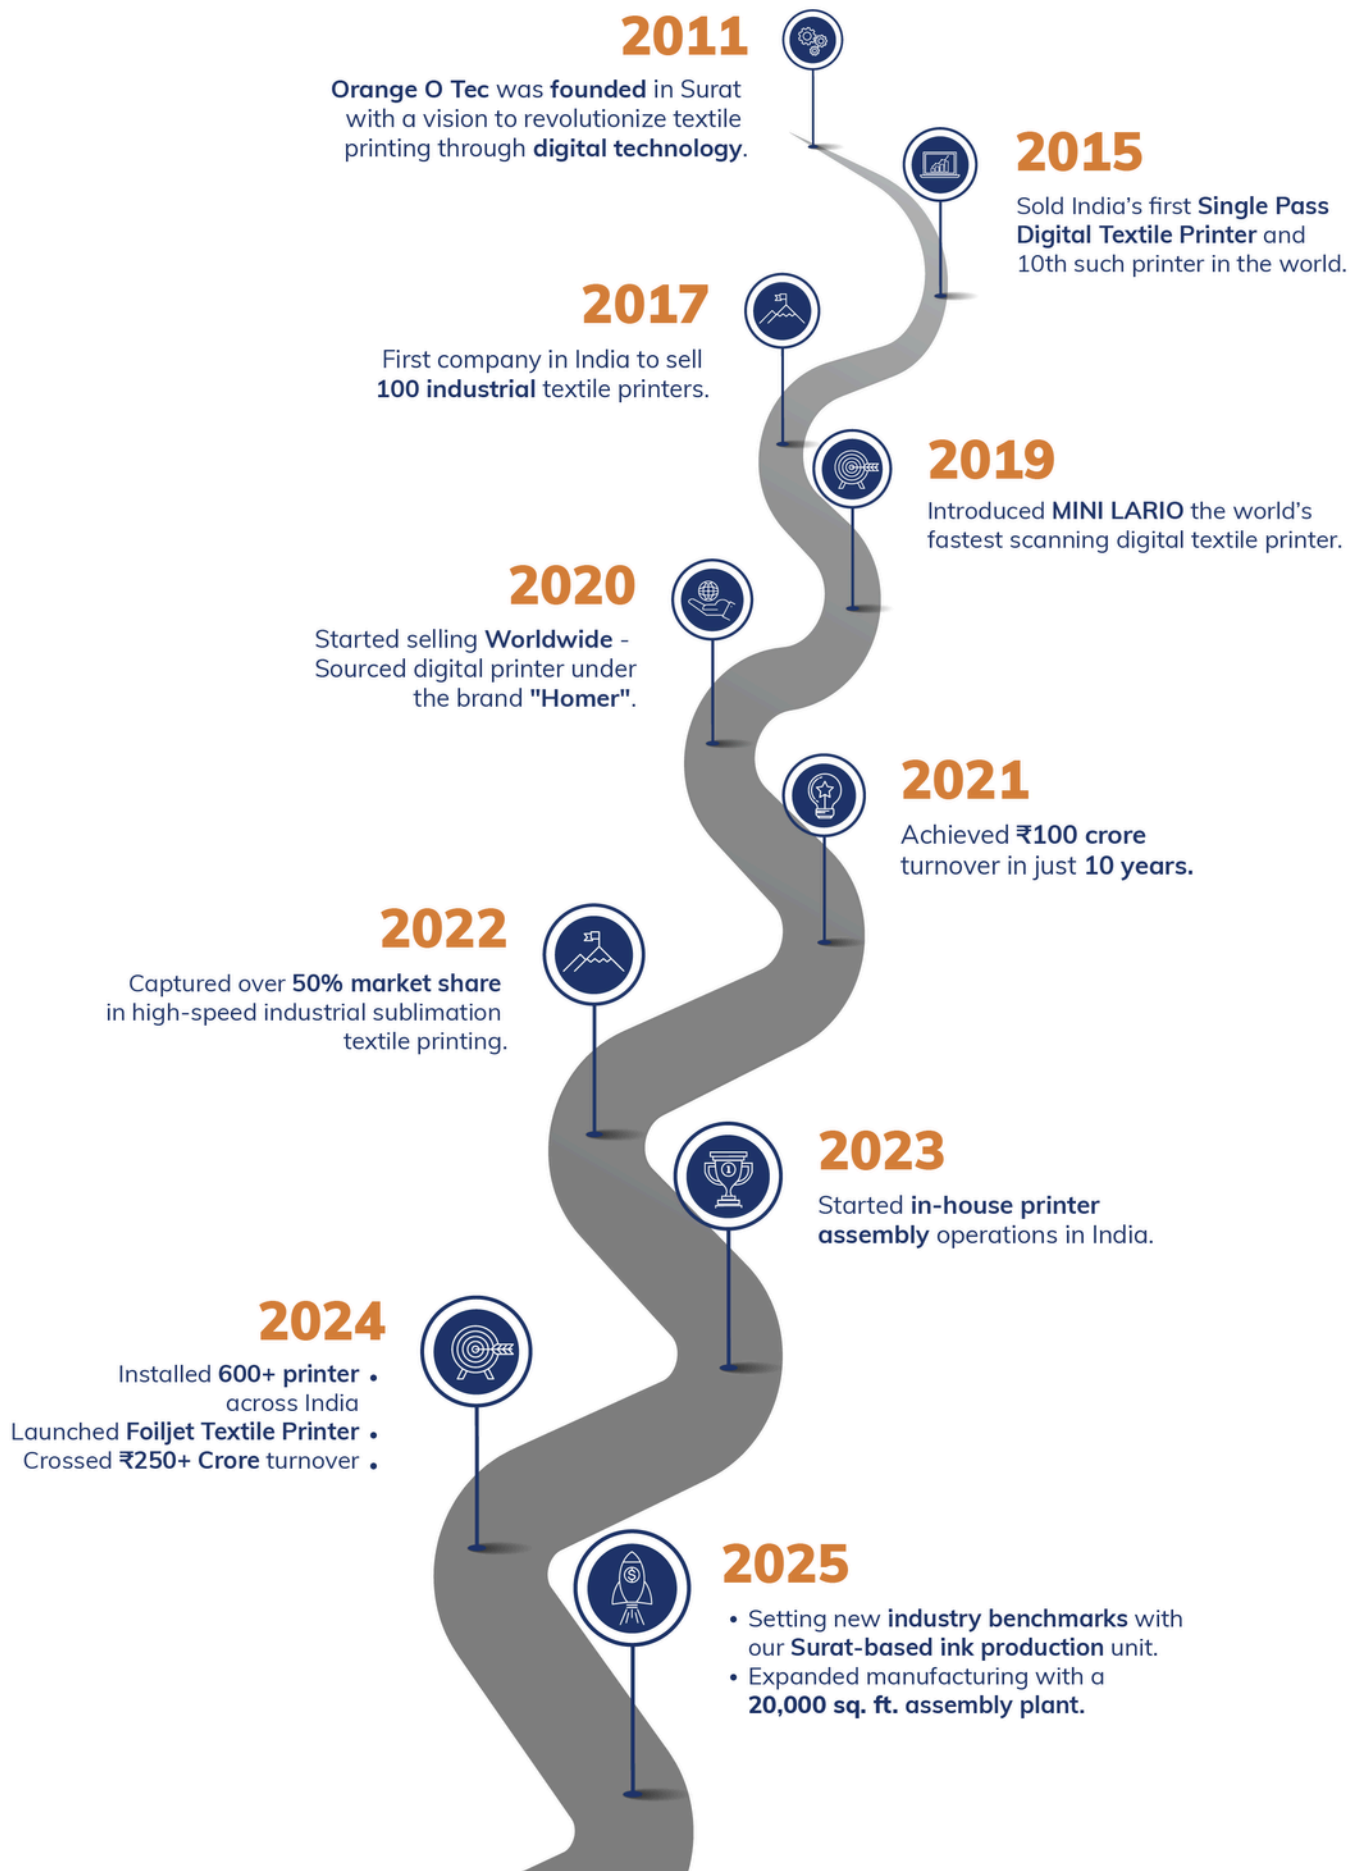 2011
Orange O Tec was founded in Surat
with a vision to revolutionize textile
printing through digital technology.
2015
Sold India's first Single Pass
Digital Textile Printer and
10th such printer in the world.
2017
First company in India to sell
100 industrial textile printers.
2019
Introduced MINI LARIO the world's
fastest scanning digital textile printer.
2020
Started selling Worldwide -
Sourced digital printer under
the brand "Homer".
2021
Achieved ₹100 crore
turnover in just 10 years.
2022
Captured over 50% market share
in high-speed industrial sublimation
textile printing.
2023
Started in-house printer
assembly operations in India.
1
2024
Installed 600+ printer •
across India
Launched Foiljet Textile Printer •
Crossed ₹250+ Crore turnover •
2025
$
• Setting new industry benchmarks with
our Surat-based ink production unit.
• Expanded manufacturing with a
20,000 sq. ft. assembly plant.